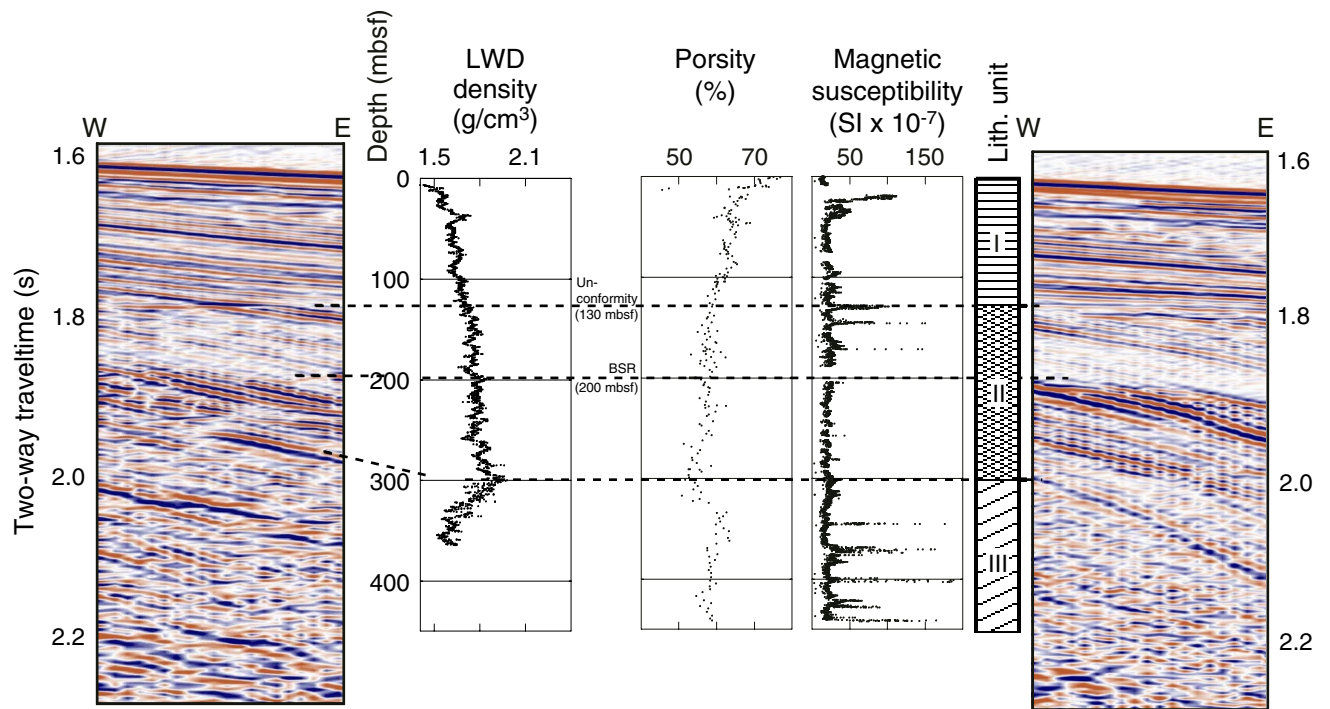 Two-way traveltime (s)
W
E
1.6
1.8
2.0
2.2
Depth (mbsf)
0
100
200
300
400
LWD
density
(g/cm³)
1.5
2.1
Un-
conformity
(130 mbsf)
BSR
(200 mbsf)
Porsity
(%)
50
70
Magnetic
susceptibility
(SI x 10⁻⁷)
50
150
Lith. unit
I
II
III
W
E
1.6
1.8
2.0
2.2